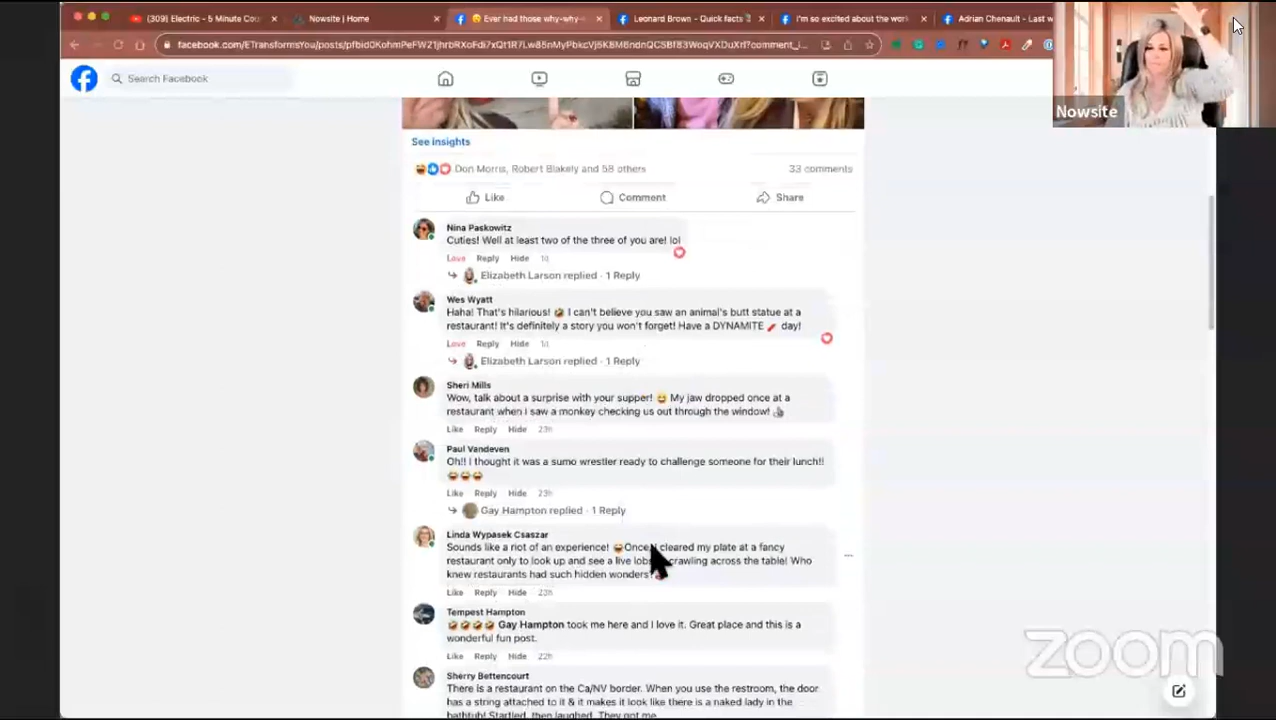 (309) Electric - 5 Minute Cou
Nowsite | Home
Ever had those why-why-
Leonard Brown - Quick facts
I'm so excited about the work
Adrian Chenault - Last w
Nowsite
Search Facebook
See insights
Don Morris, Robert Blakely and 58 others
33 comments
Like
Comment
Share
Nina Paskowitz
Cuties! Well at least two of the three of you are! lol
Love Reply Hide 1d
Elizabeth Larson replied · 1 Reply
Wes Wyatt
Haha! That's hilarious! 🤣 I can't believe you saw an animal's butt statue at a
restaurant! It's definitely a story you won't forget! Have a DYNAMITE 🧨 day!
Love Reply Hide 1d
Elizabeth Larson replied · 1 Reply
Sheri Mills
Wow, talk about a surprise with your supper! 😄 My jaw dropped once at a
restaurant when I saw a monkey checking us out through the window!
Like Reply Hide 23h
Paul Vandeven
Oh!! I thought it was a sumo wrestler ready to challenge someone for their lunch!!
😂😂😂
Like Reply Hide 23h
Gay Hampton replied · 1 Reply
Linda Wypasek Csaszar
Sounds like a riot of an experience! 😄Once I cleared my plate at a fancy
restaurant only to look up and see a live crawling across the table! Who
knew restaurants had such hidden wonders?
Like Reply Hide 23h
Tempest Hampton
🤣🤣🤣🤣 Gay Hampton took me here and I love it. Great place and this is a
wonderful fun post.
Like Reply Hide 22h
Sherry Bettencourt
There is a restaurant on the Ca/NV border. When you use the restroom, the door
has a string attached to it & it makes it look like there is a naked lady in the
bathtub! Startled, then laughed. They got me.
zoom